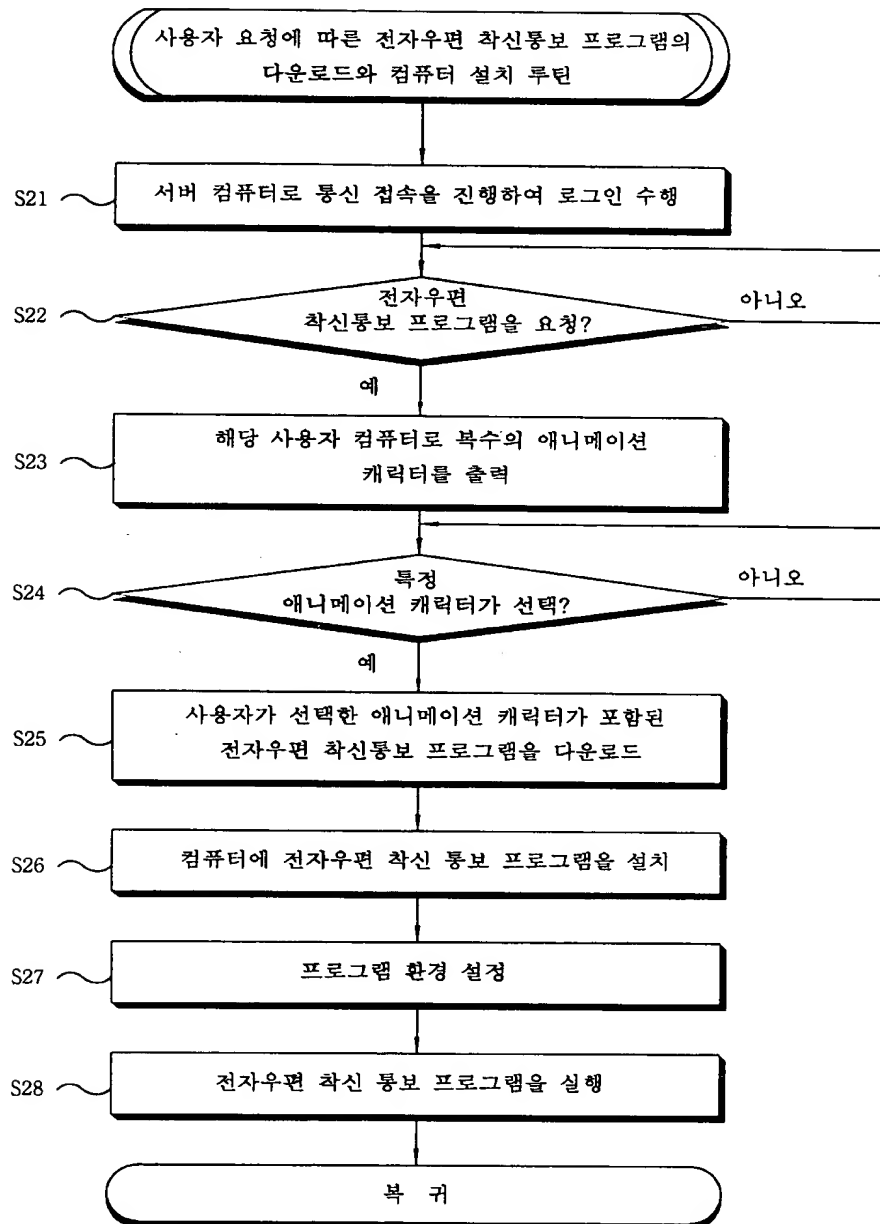 사용자 요청에 따른 전자우편 착신통보 프로그램의
다운로드와 컴퓨터 설치 루틴
S21
서버 컴퓨터로 통신 접속을 진행하여 로그인 수행
S22
전자우편
착신통보 프로그램을 요청?
아니오
예
S23
해당 사용자 컴퓨터로 복수의 애니메이션
캐릭터를 출력
S24
특정
애니메이션 캐릭터가 선택?
아니오
예
S25
사용자가 선택한 애니메이션 캐릭터가 포함된
전자우편 착신통보 프로그램을 다운로드
S26
컴퓨터에 전자우편 착신 통보 프로그램을 설치
S27
프로그램 환경 설정
S28
전자우편 착신 통보 프로그램을 실행
복 귀